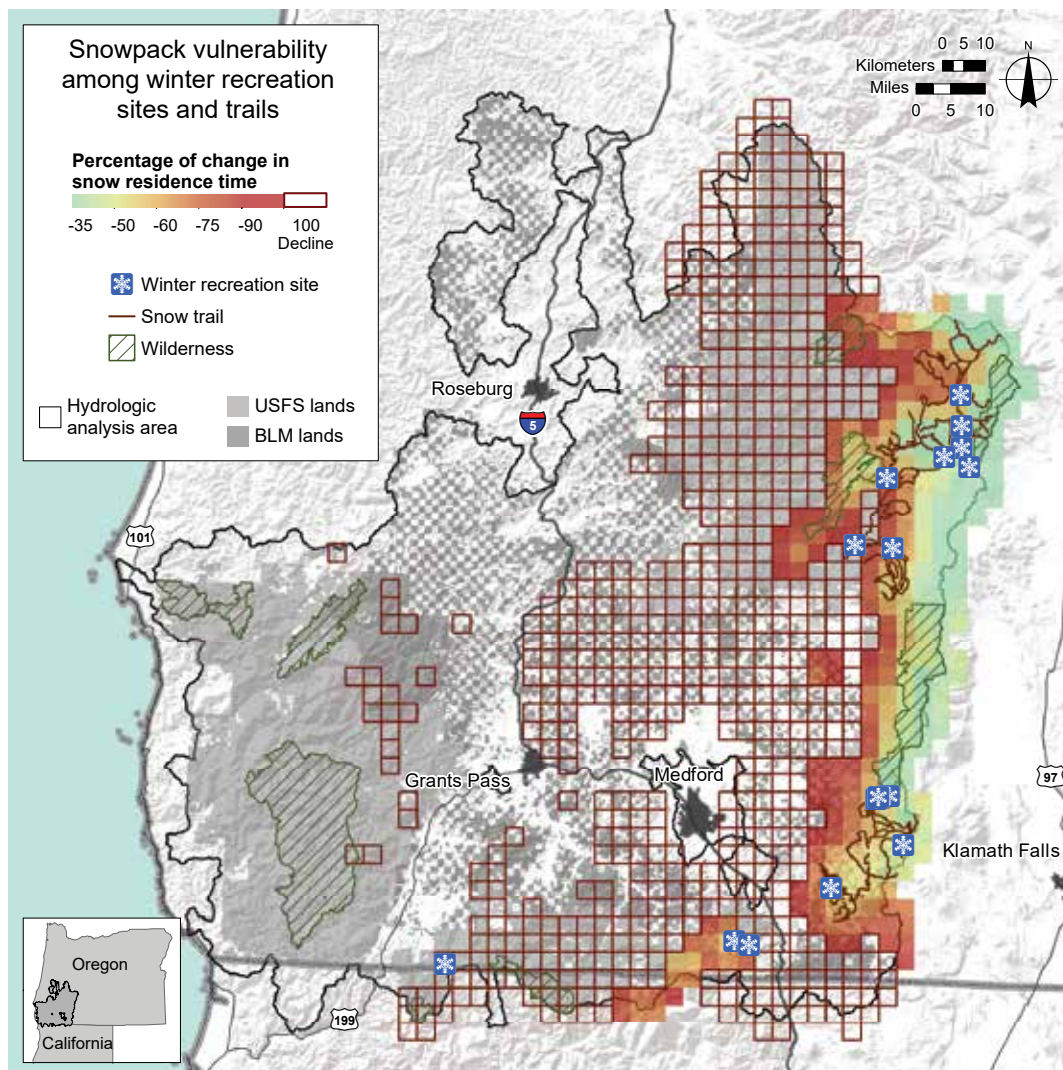 Snowpack vulnerability
among winter recreation
sites and trails
Percentage of change in
snow residence time
-35 -50 -60 -75 -90 100
Decline
Winter recreation site
Snow trail
Wilderness
Hydrologic
analysis area
USFS lands
BLM lands
0 5 10
Kilometers
Miles
0 5 10
N
Roseburg
5
101
Grants Pass
Medford
97
Klamath Falls
199
Oregon
California